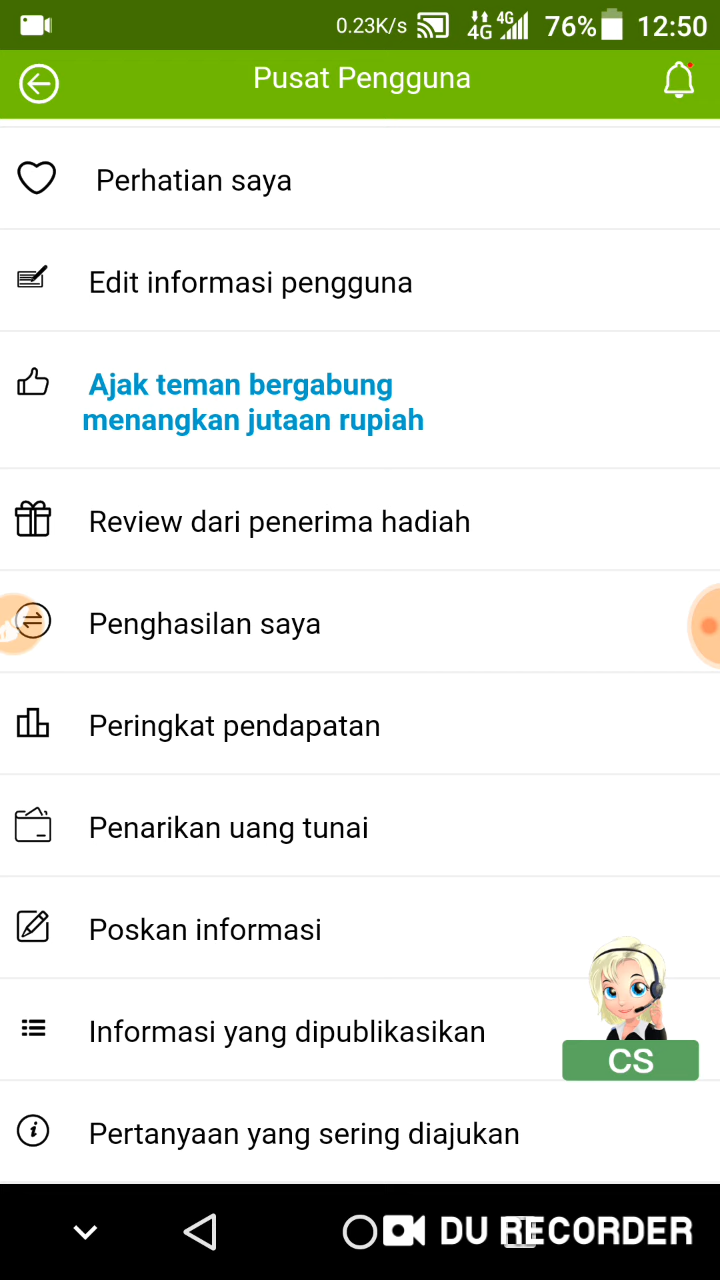 0.23K/s 4G 4G 76% 12:50
Pusat Pengguna
Perhatian saya
Edit informasi pengguna
Ajak teman bergabung
menangkan jutaan rupiah
Review dari penerima hadiah
Penghasilan saya
Peringkat pendapatan
Penarikan uang tunai
Poskan informasi
Informasi yang dipublikasikan
CS
Pertanyaan yang sering diajukan
DU RECORDER